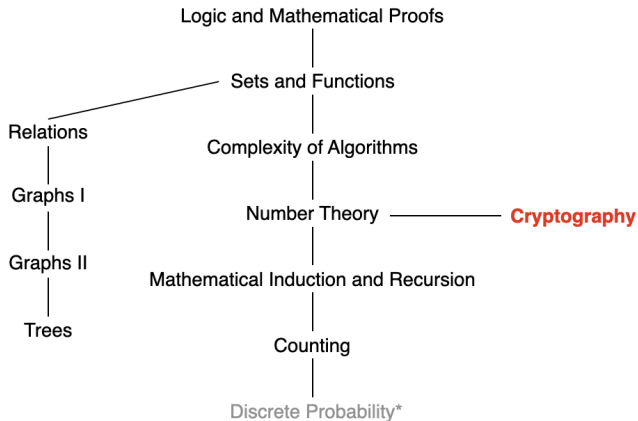 Logic and Mathematical Proofs
Sets and Functions
Relations
Complexity of Algorithms
Graphs I
Number Theory
Cryptography
Graphs II
Mathematical Induction and Recursion
Trees
Counting
Discrete Probability*